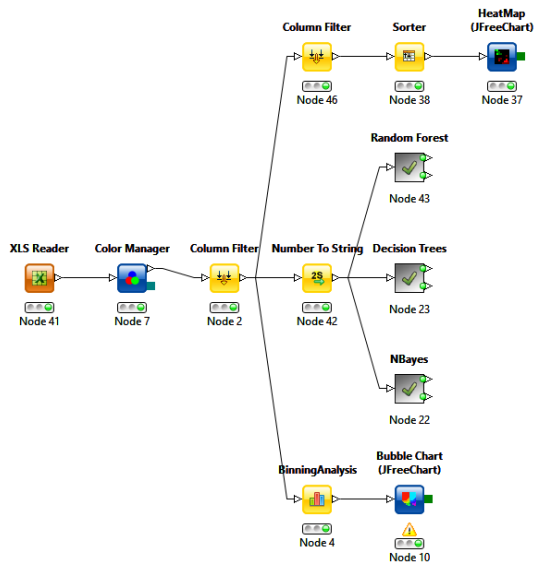 HeatMap
Column Filter Sorter (JFreeChart)
Node 46 Node 38 Node 37
Random Forest
Node 43
XLS Reader Color Manager Column Filter Number To String Decision Trees
2S
Node 41 Node 7 Node 2 Node 42 Node 23
NBayes
Node 22
Bubble Chart
BinningAnalysis (JFreeChart)
Node 4
Node 10